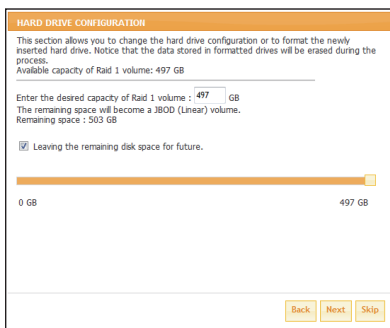 HARD DRIVE CONFIGURATION
This section allows you to change the hard drive configuration or to format the newly
inserted hard drive. Notice that the data stored in formatted drives will be erased during the
process.
Available capacity of Raid 1 volume: 497 GB
Enter the desired capacity of Raid 1 volume : 497 GB
The remaining space will become a JBOD (Linear) volume.
Remaining space : 503 GB
Leaving the remaining disk space for future.
0 GB 497 GB
Back Next Skip